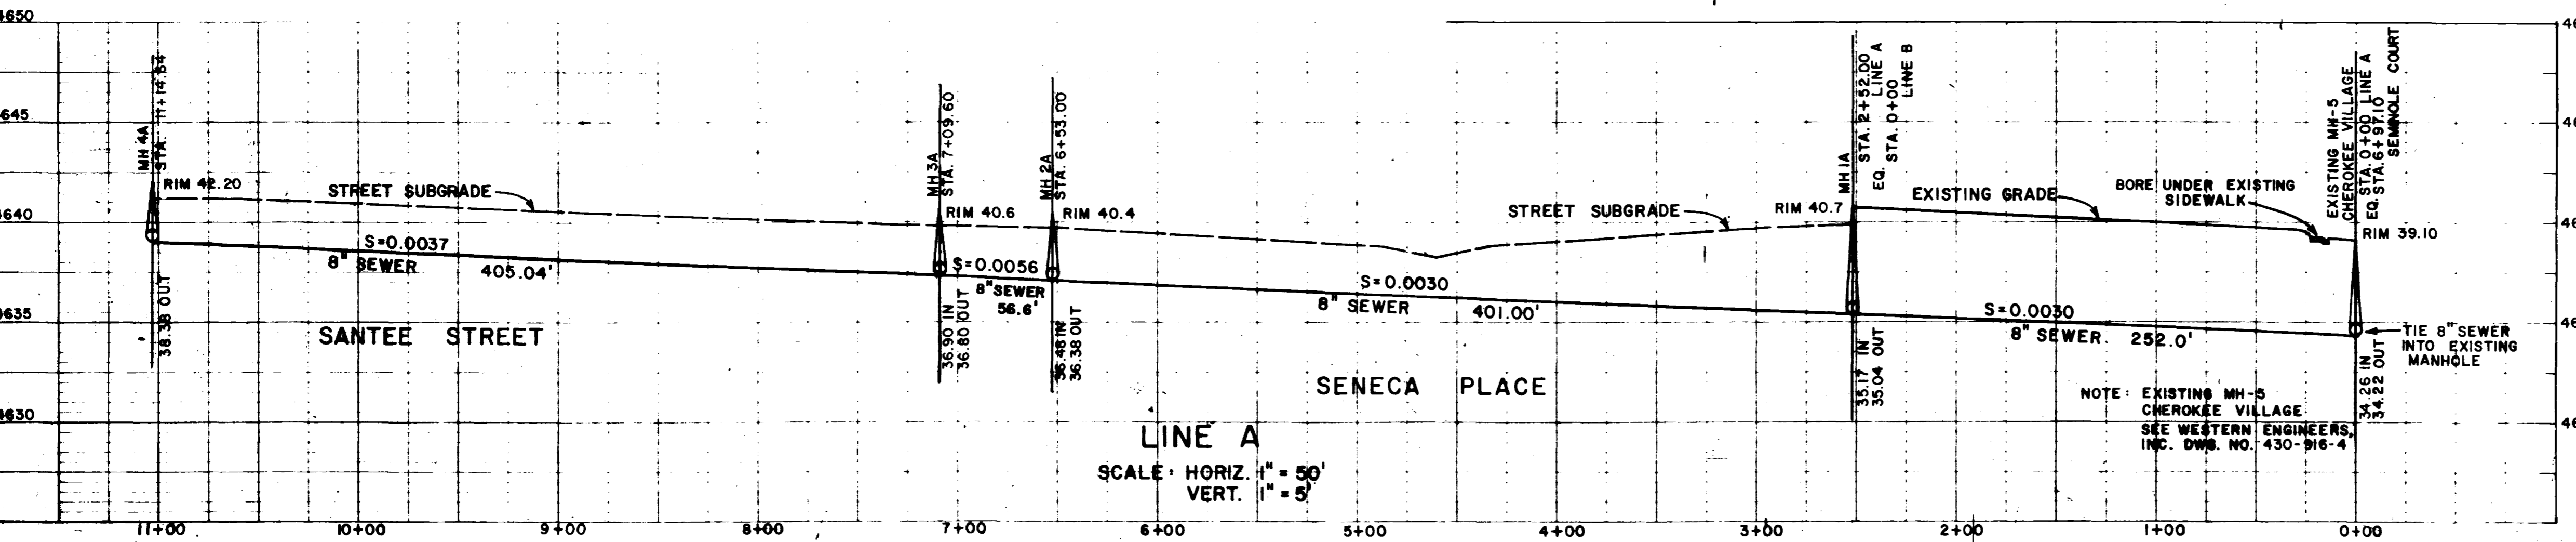 4650
4645
4640
4635
4630
MH 4A
STA. 11+14.64
RIM 42.20
38.38 OUT
STREET SUBGRADE
S=0.0037
8" SEWER 405.04'
SANTEE STREET
MH 3A
STA. 7+09.60
RIM 40.6
36.90 IN
36.80 OUT
S=0.0056
8" SEWER
56.6'
MH 2A
STA. 6+53.00
RIM 40.4
36.48 IN
36.38 OUT
S=0.0030
8" SEWER 401.00'
SENECA PLACE
STREET SUBGRADE
MH 1A
STA. 2+52.00
EQ. LINE A
STA. 0+00
LINE B
RIM 40.7
35.17 IN
35.04 OUT
EXISTING GRADE
S=0.0030
8" SEWER. 252.0'
BORE UNDER EXISTING
SIDEWALK
EXISTING MH-5
CHEROKEE VILLAGE
STA. 0+00 LINE A
EQ. STA. 6+97.10
SEMINOLE COURT
RIM 39.10
34.26 IN
34.22 OUT
TIE 8" SEWER
INTO EXISTING
MANHOLE
NOTE: EXISTING MH-5
CHEROKEE VILLAGE
SEE WESTERN ENGINEERS,
INC. DWG. NO. 430-916-4
LINE A
SCALE: HORIZ. 1" = 50'
VERT. 1" = 5'
11+00 10+00 9+00 8+00 7+00 6+00 5+00 4+00 3+00 2+00 1+00 0+00